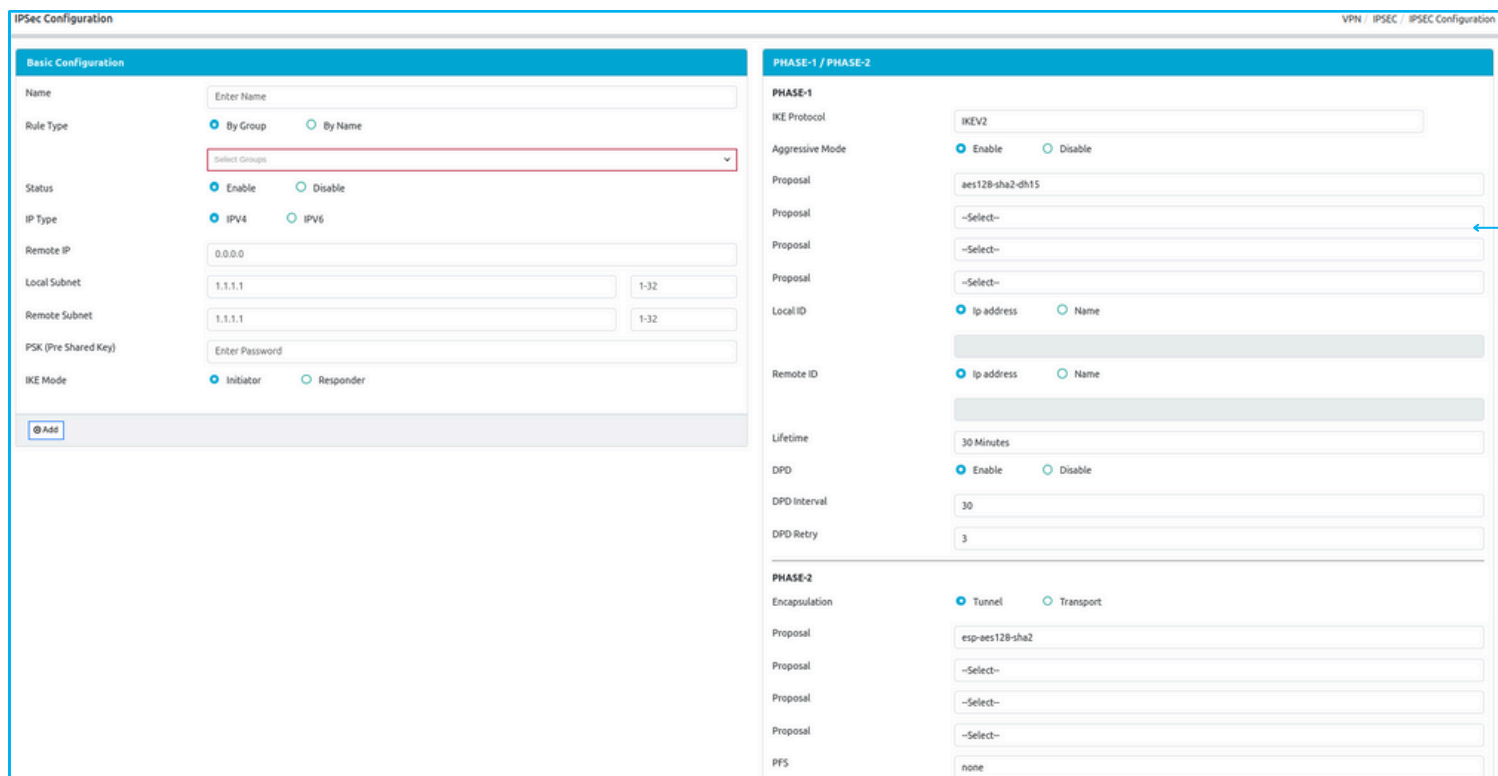 IPSec Configuration
VPN / IPSEC / IPSEC Configuration
Basic Configuration
Name
Enter Name
Rule Type
By Group
By Name
Select Groups
Status
Enable
Disable
IP Type
IPV4
IPV6
Remote IP
0.0.0.0
Local Subnet
1.1.1.1
1-32
Remote Subnet
1.1.1.1
1-32
PSK (Pre Shared Key)
Enter Password
IKE Mode
Initiator
Responder
Add
PHASE-1 / PHASE-2
PHASE-1
IKE Protocol
IKEV2
Aggressive Mode
Enable
Disable
Proposal
aes128-sha2-dh15
Proposal
--Select--
Proposal
--Select--
Proposal
--Select--
Local ID
Ip address
Name
Remote ID
Ip address
Name
Lifetime
30 Minutes
DPD
Enable
Disable
DPD Interval
30
DPD Retry
3
PHASE-2
Encapsulation
Tunnel
Transport
Proposal
esp-aes128-sha2
Proposal
--Select--
Proposal
--Select--
Proposal
--Select--
PFS
none